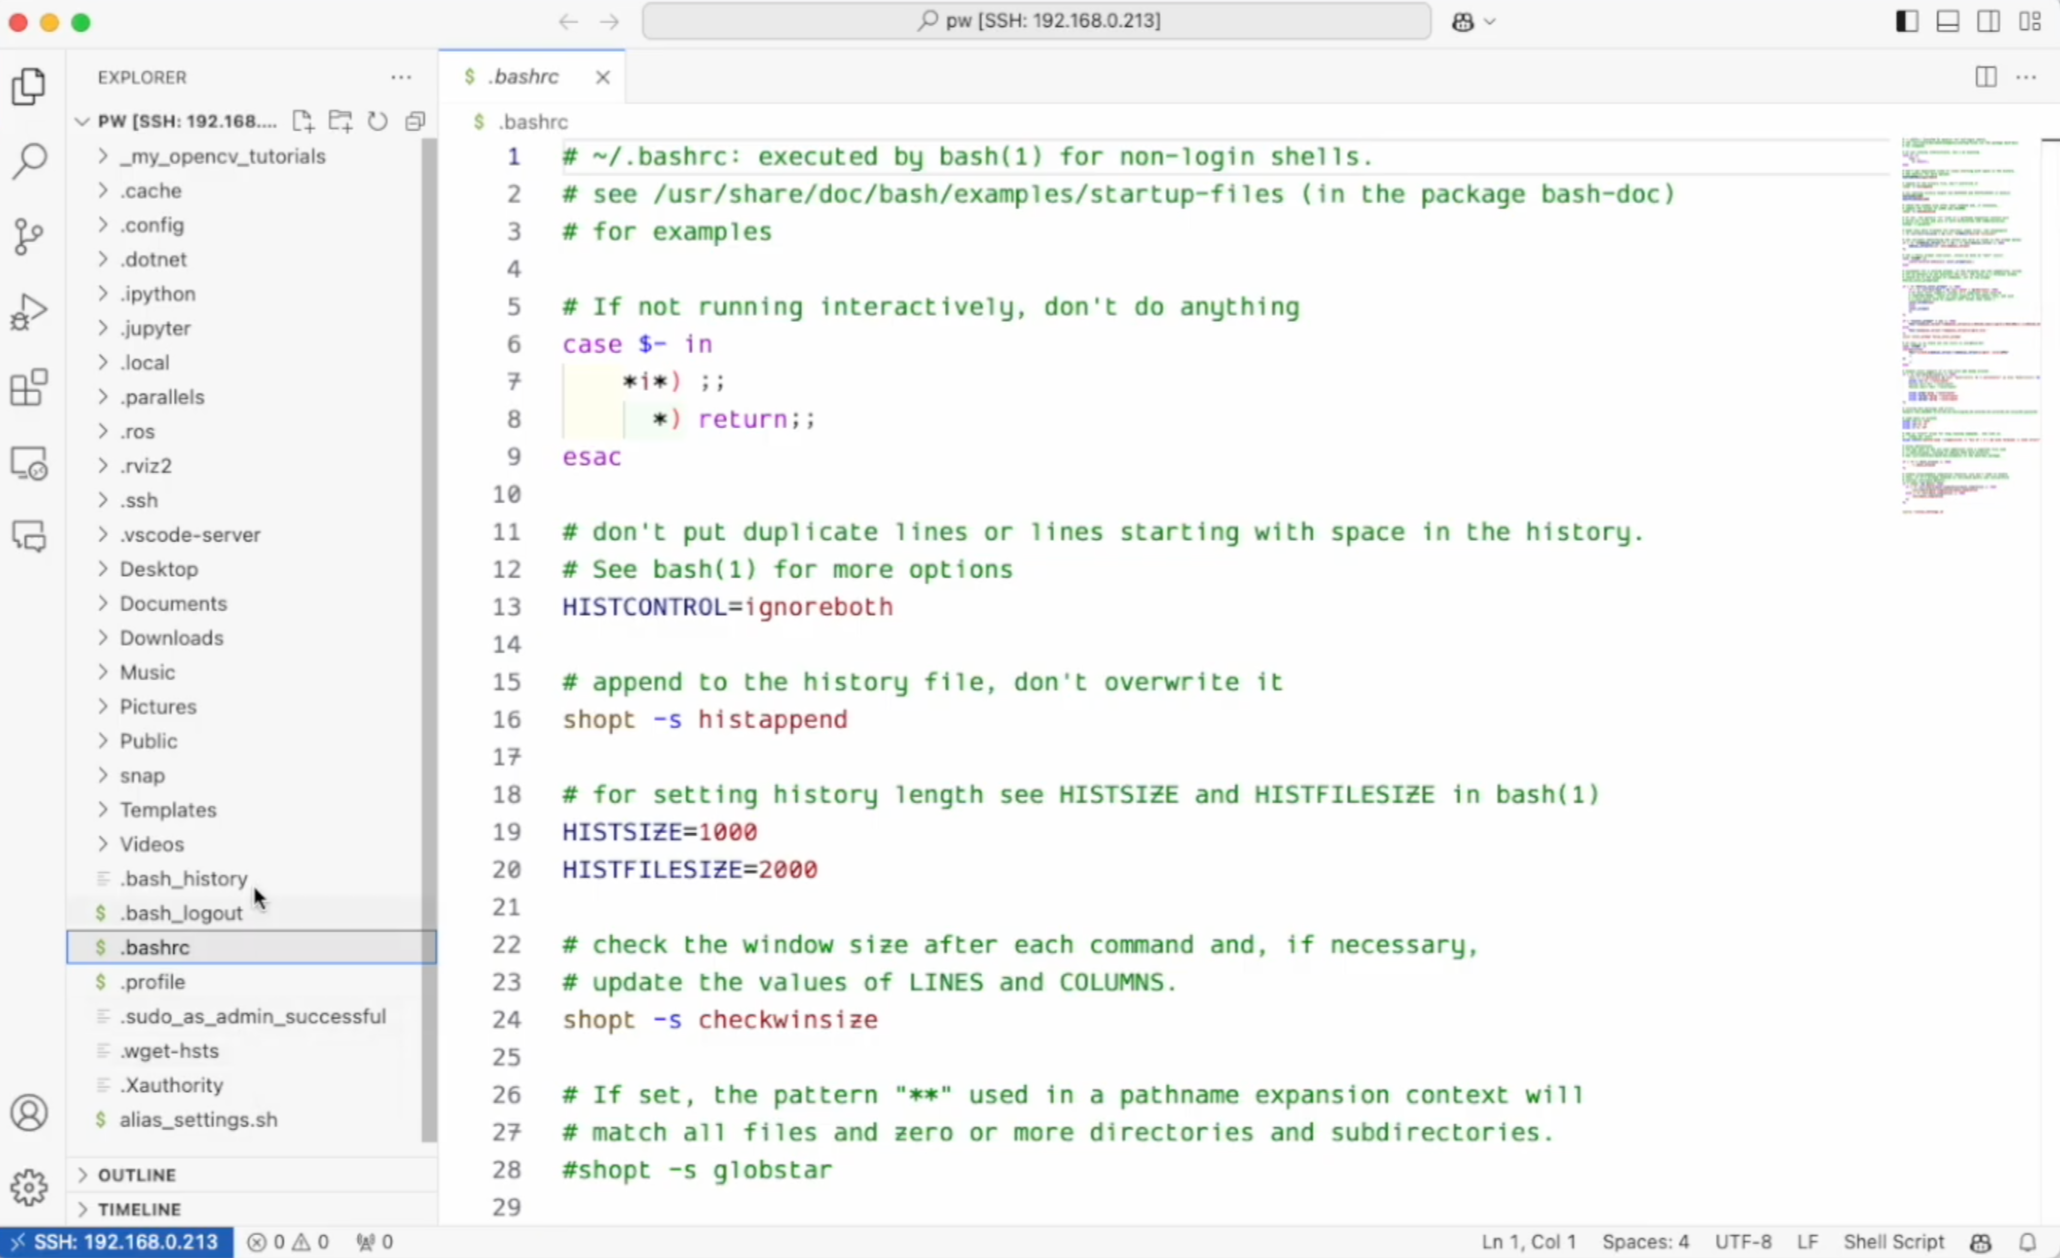 pw [SSH: 192.168.0.213]
EXPLORER
PW [SSH: 192.168....
_my_opencv_tutorials
.cache
.config
.dotnet
.ipython
.jupyter
.local
.parallels
.ros
.rviz2
.ssh
.vscode-server
Desktop
Documents
Downloads
Music
Pictures
Public
snap
Templates
Videos
.bash_history
$ .bash_logout
$ .bashrc
$ .profile
.sudo_as_admin_successful
.wget-hsts
.Xauthority
$ alias_settings.sh
OUTLINE
TIMELINE
$ .bashrc
$ .bashrc
1 # ~/.bashrc: executed by bash(1) for non-login shells.
2 # see /usr/share/doc/bash/examples/startup-files (in the package bash-doc)
3 # for examples
4
5 # If not running interactively, don't do anything
6 case $- in
7 *i*) ;;
8 *) return;;
9 esac
10
11 # don't put duplicate lines or lines starting with space in the history.
12 # See bash(1) for more options
13 HISTCONTROL=ignoreboth
14
15 # append to the history file, don't overwrite it
16 shopt -s histappend
17
18 # for setting history length see HISTSIZE and HISTFILESIZE in bash(1)
19 HISTSIZE=1000
20 HISTFILESIZE=2000
21
22 # check the window size after each command and, if necessary,
23 # update the values of LINES and COLUMNS.
24 shopt -s checkwinsize
25
26 # If set, the pattern "**" used in a pathname expansion context will
27 # match all files and zero or more directories and subdirectories.
28 #shopt -s globstar
29
SSH: 192.168.0.213 0 0 0 Ln 1, Col 1 Spaces: 4 UTF-8 LF Shell Script